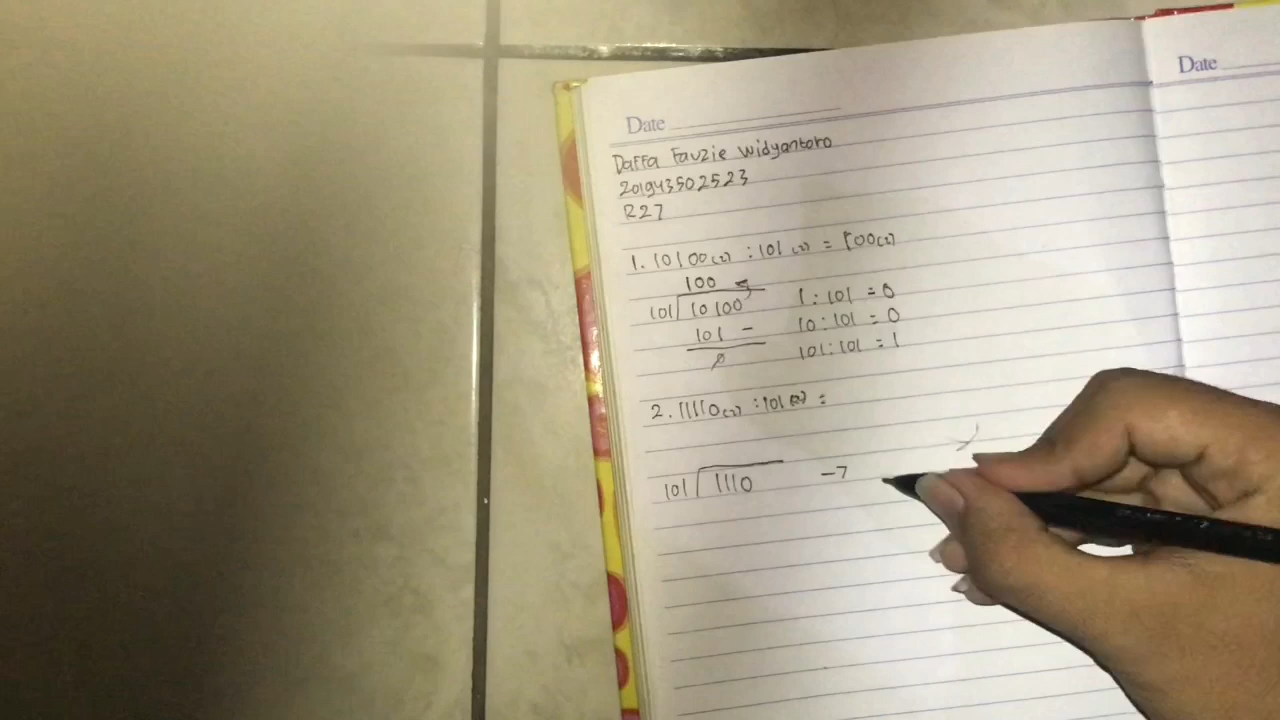 Date
Date
Daffa Fauzie Widyantoro
201943502523
R27
1. 10100(2) : 101(2) = 100(2)
100
101 10100 1 : 101 = 0
101 - 10 : 101 = 0
0 101 : 101 = 1
2. 11110(2) : 101(2) =
101 1110 -7